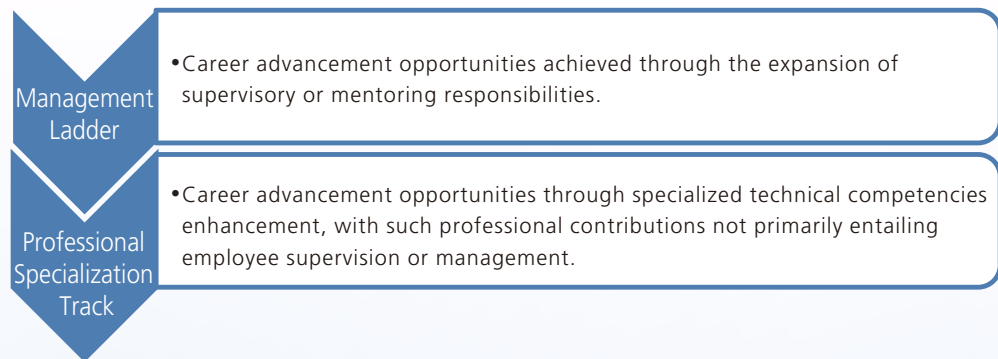 Management
Ladder
•Career advancement opportunities achieved through the expansion of
supervisory or mentoring responsibilities.
Professional
Specialization
Track
•Career advancement opportunities through specialized technical competencies
enhancement, with such professional contributions not primarily entailing
employee supervision or management.